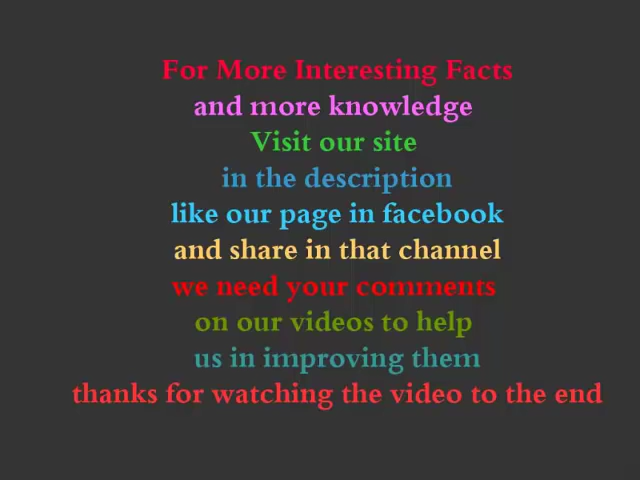 For More Interesting Facts
and more knowledge
Visit our site
in the description
like our page in facebook
and share in that channel
we need your comments
on our videos to help
us in improving them
thanks for watching the video to the end